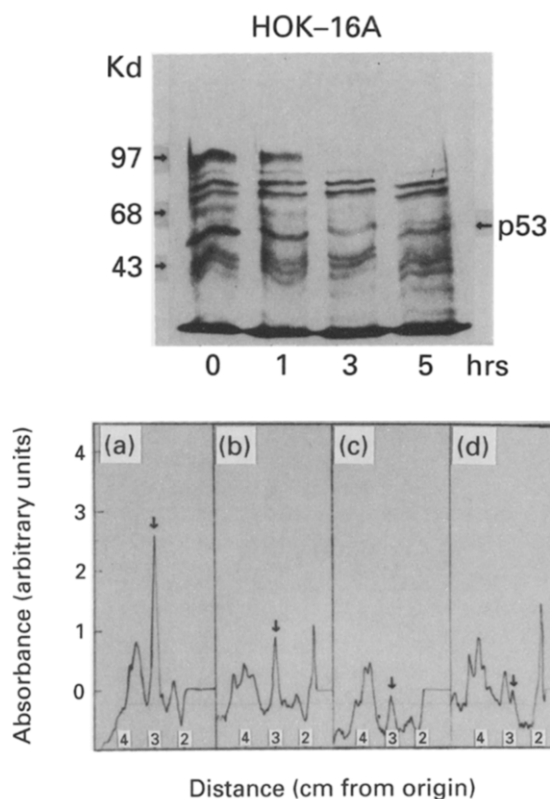 HOK–16A
Kd
97
68
43
p53
0 1 3 5 hrs
Absorbance (arbitrary units)
4
3
2
1
0
(a) (b) (c) (d)
4 3 2 4 3 2 4 3 2 4 3 2
Distance (cm from origin)